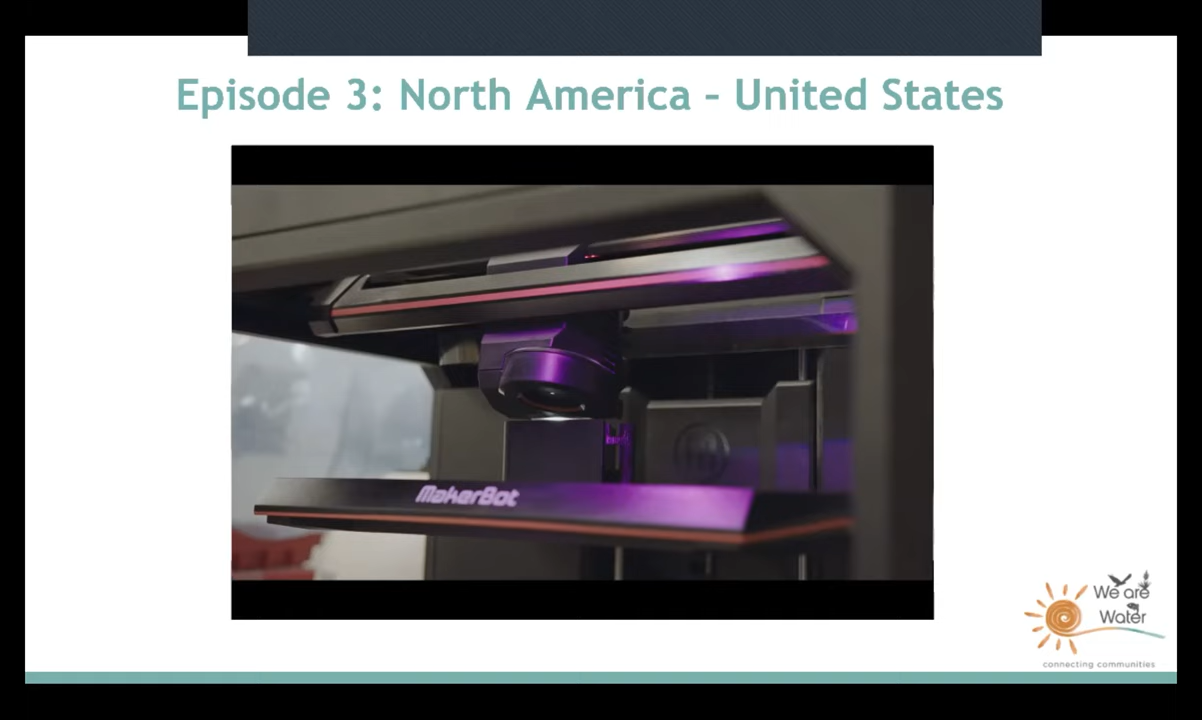 Episode 3: North America – United States
MakerBot
We are
Water
connecting communities